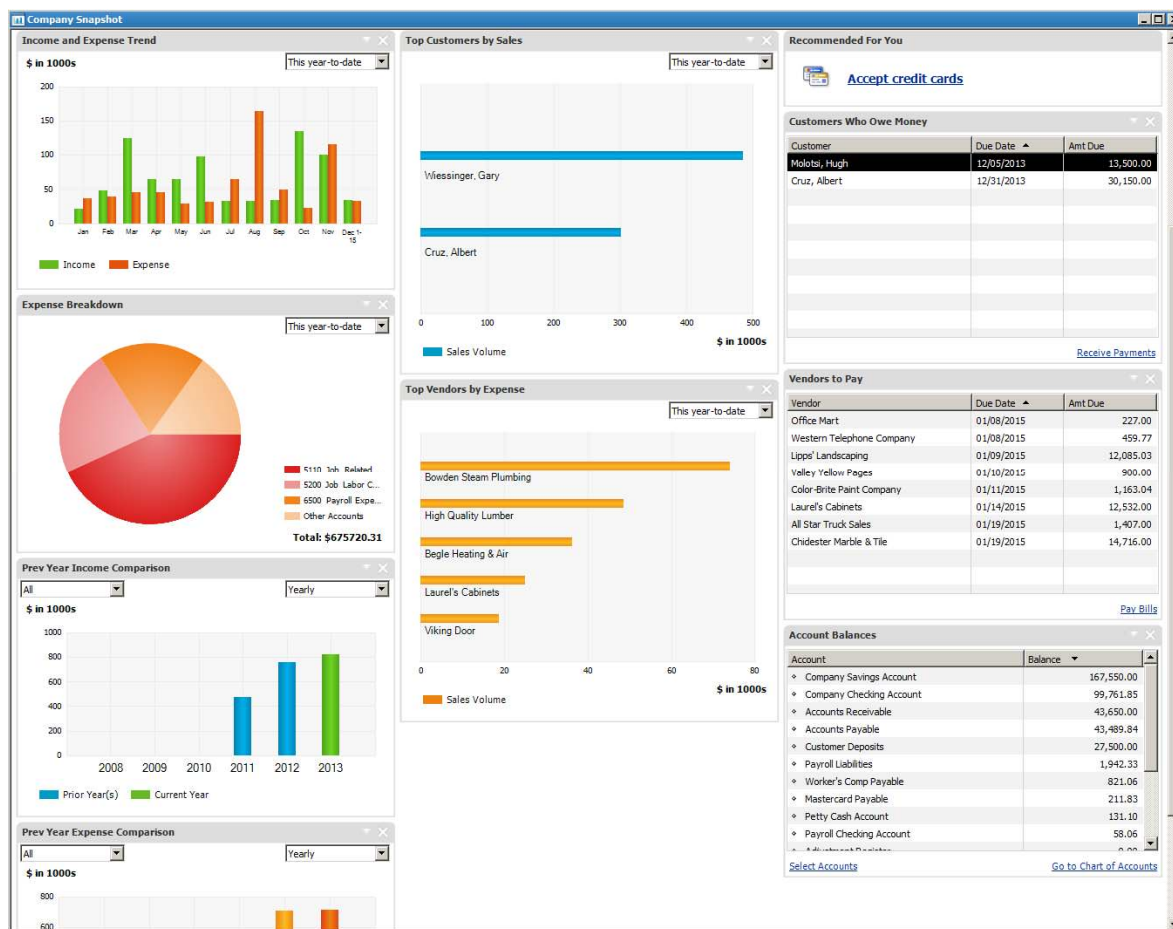 Company Snapshot
Income and Expense Trend
$ in 1000s
This year-to-date
200
150
100
50
0
Jan Feb Mar Apr May Jun Jul Aug Sep Oct Nov Dec 1-
15
Income Expense
Expense Breakdown
This year-to-date
5110 Job Related...
5200 Job Labor C...
6500 Payroll Expe...
Other Accounts
Total: $675720.31
Prev Year Income Comparison
All Yearly
$ in 1000s
1000
800
600
400
200
0
2008 2009 2010 2011 2012 2013
Prior Year(s) Current Year
Prev Year Expense Comparison
All Yearly
$ in 1000s
800
600
Top Customers by Sales
This year-to-date
Wiessinger, Gary
Cruz, Albert
0 100 200 300 400 500
$ in 1000s
Sales Volume
Top Vendors by Expense
This year-to-date
Bowden Steam Plumbing
High Quality Lumber
Begle Heating & Air
Laurel's Cabinets
Viking Door
0 20 40 60 80
$ in 1000s
Sales Volume
Recommended For You
Accept credit cards
Customers Who Owe Money
Customer Due Date Amt Due
Molotsi, Hugh 12/05/2013 13,500.00
Cruz, Albert 12/31/2013 30,150.00
Receive Payments
Vendors to Pay
Vendor Due Date Amt Due
Office Mart 01/08/2015 227.00
Western Telephone Company 01/08/2015 459.77
Lipps' Landscaping 01/09/2015 12,085.03
Valley Yellow Pages 01/10/2015 900.00
Color-Brite Paint Company 01/11/2015 1,163.04
Laurel's Cabinets 01/14/2015 12,532.00
All Star Truck Sales 01/19/2015 1,407.00
Chidester Marble & Tile 01/19/2015 14,716.00
Pay Bills
Account Balances
Account Balance
Company Savings Account 167,550.00
Company Checking Account 99,761.85
Accounts Receivable 43,650.00
Accounts Payable 43,489.84
Customer Deposits 27,500.00
Payroll Liabilities 1,942.33
Worker's Comp Payable 821.06
Mastercard Payable 211.83
Petty Cash Account 131.10
Payroll Checking Account 58.06
Adjustment Register 0.00
Select Accounts Go to Chart of Accounts